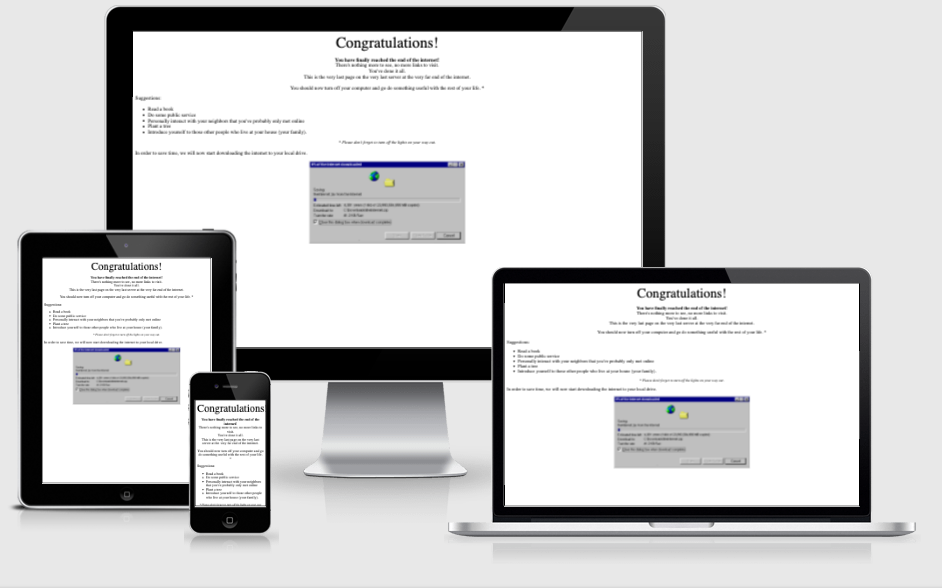 Congratulations!
You have finally reached the end of the internet!
There's nothing more to see, no more links to visit.
You've done it all.
This is the very last page on the very last server at the very far end of the internet.
You should now turn off your computer and go do something useful with the rest of your life. *
Suggestions:
Read a book
Do some public service
Personally interact with your neighbors that you've probably only met online
Plant a tree
Introduce yourself to those other people who live at your house (your family).
* Please don't forget to turn off the lights on your way out.
In order to save time, we will now start downloading the internet to your local drive.
Cancel
Congratulations!
You have finally reached the end of the internet!
There's nothing more to see, no more links to visit.
You've done it all.
This is the very last page on the very last server at the very far end of the internet.
You should now turn off your computer and go do something useful with the rest of your life. *
Suggestions:
Read a book
Do some public service
Personally interact with your neighbors that you've probably only met online
Plant a tree
Introduce yourself to those other people who live at your house (your family).
* Please don't forget to turn off the lights on your way out.
In order to save time, we will now start downloading the internet to your local drive.
Congratulations
You have finally reached the end of the
internet!
There's nothing more to see, no more links to
visit.
You've done it all.
This is the very last page on the very last
server at the very far end of the internet.
You should now turn off your computer and go
do something useful with the rest of your life.
*
Suggestions:
Read a book
Do some public service
Personally interact with your neighbors
that you've probably only met online
Plant a tree
Introduce yourself to those other people
who live at your house (your family).
Congratulations!
You have finally reached the end of the internet!
There's nothing more to see, no more links to visit.
You've done it all.
This is the very last page on the very last server at the very far end of the internet.
You should now turn off your computer and go do something useful with the rest of your life. *
Suggestions:
Read a book
Do some public service
Personally interact with your neighbors that you've probably only met online
Plant a tree
Introduce yourself to those other people who live at your house (your family).
* Please don't forget to turn off the lights on your way out.
In order to save time, we will now start downloading the internet to your local drive.
Cancel